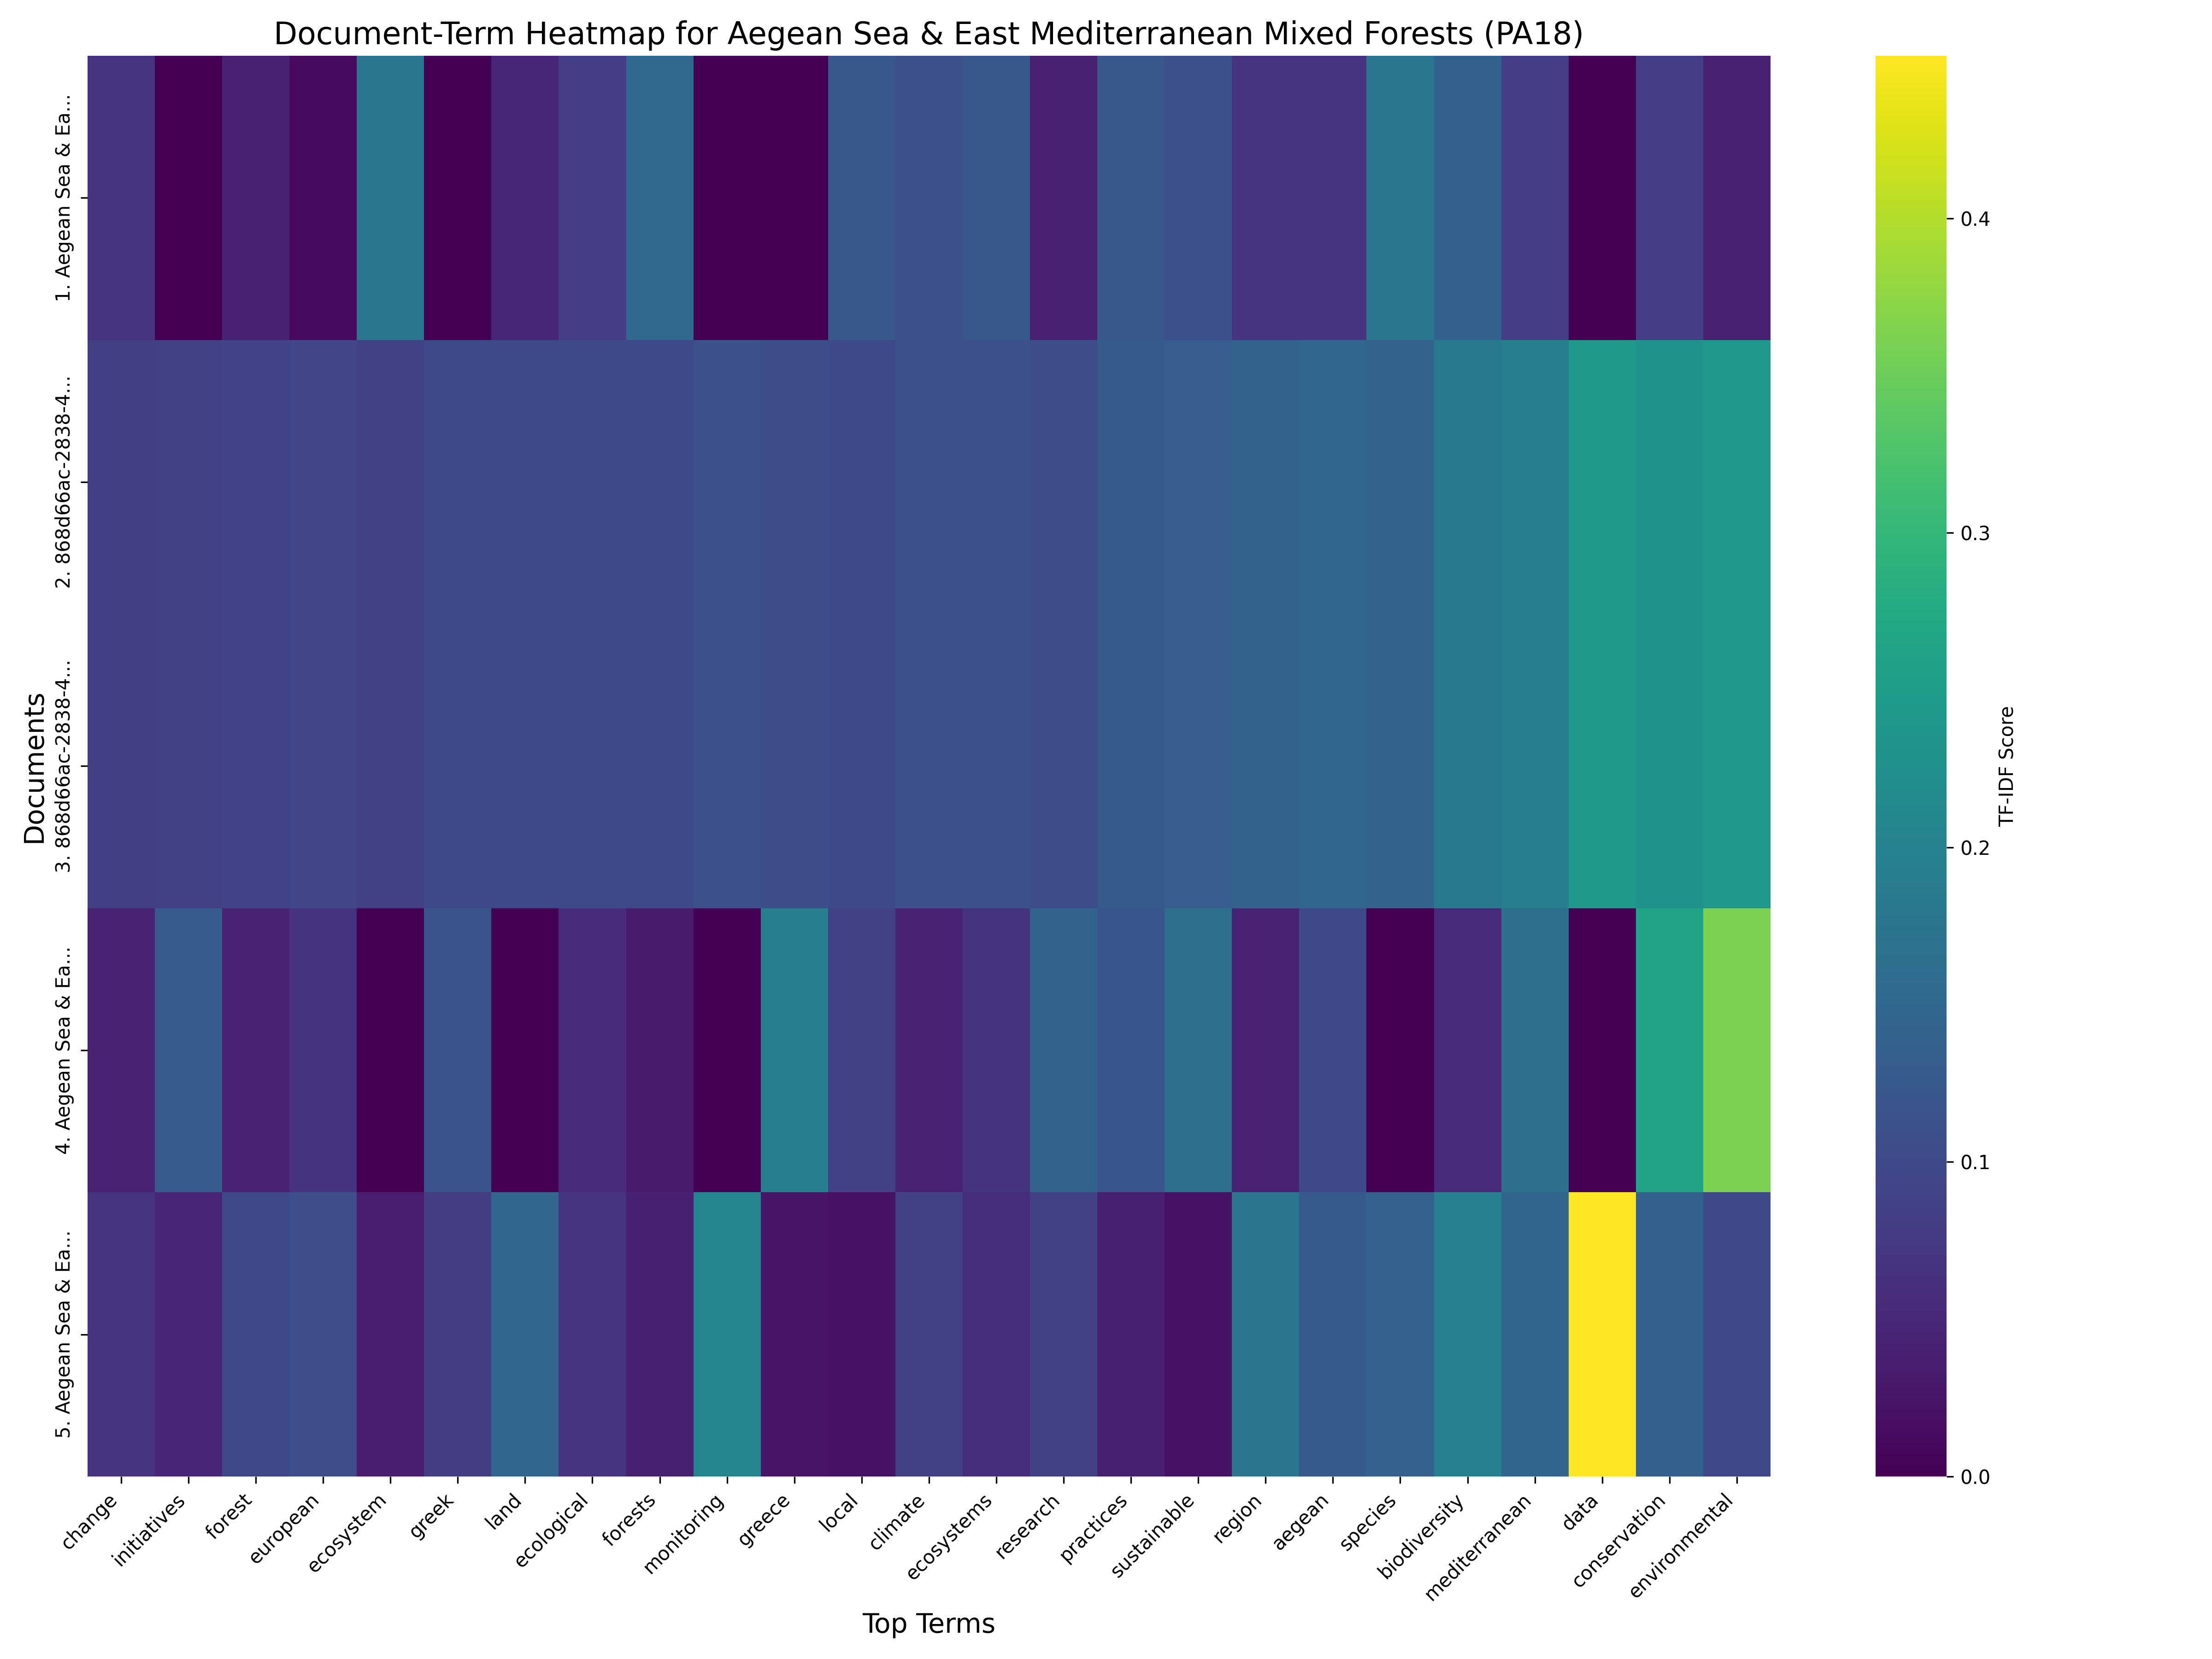 Document-Term Heatmap for Aegean Sea & East Mediterranean Mixed Forests (PA18)
Documents
1. Aegean Sea & Ea...
2. 868d66ac-2838-4...
3. 868d66ac-2838-4...
4. Aegean Sea & Ea...
5. Aegean Sea & Ea...
change
initiatives
forest
european
ecosystem
greek
land
ecological
forests
monitoring
greece
local
climate
ecosystems
research
practices
sustainable
region
aegean
species
biodiversity
mediterranean
data
conservation
environmental
Top Terms
0.4
0.3
0.2
0.1
0.0
TF-IDF Score